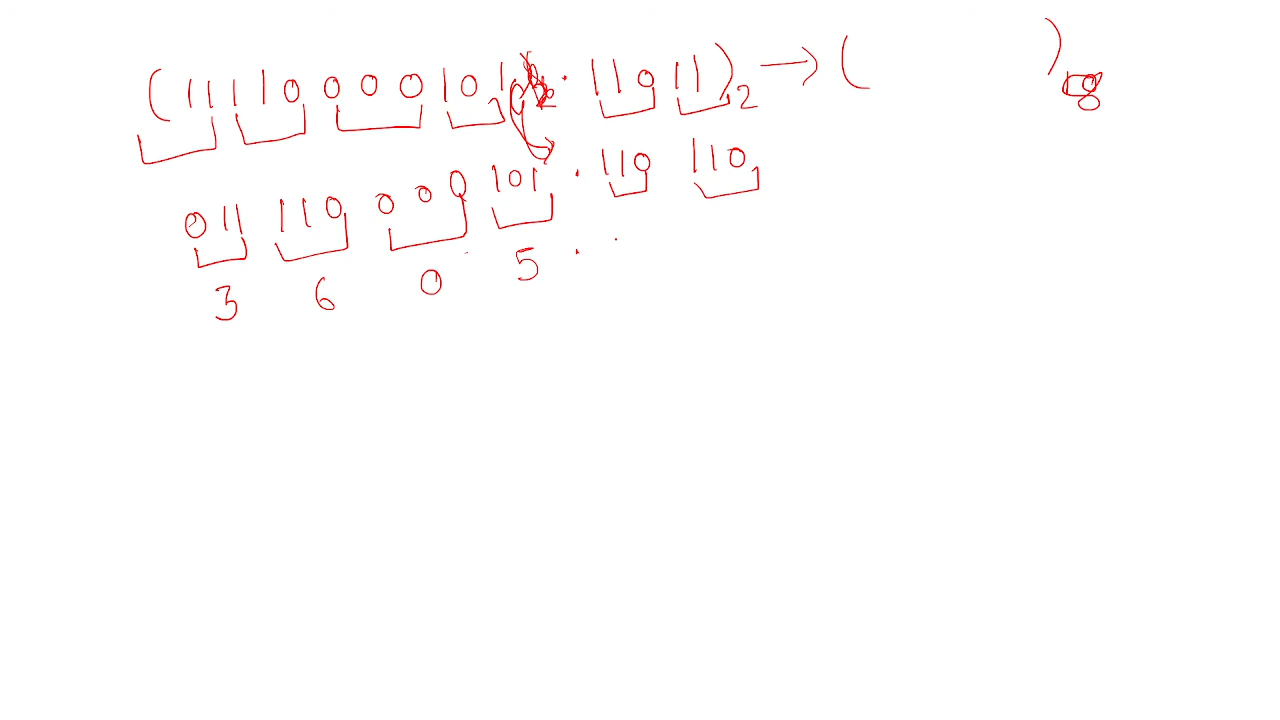 (11110000101.11011)₂ → ( )₈
011 110 000 101 . 110 110
3 6 0 5 .